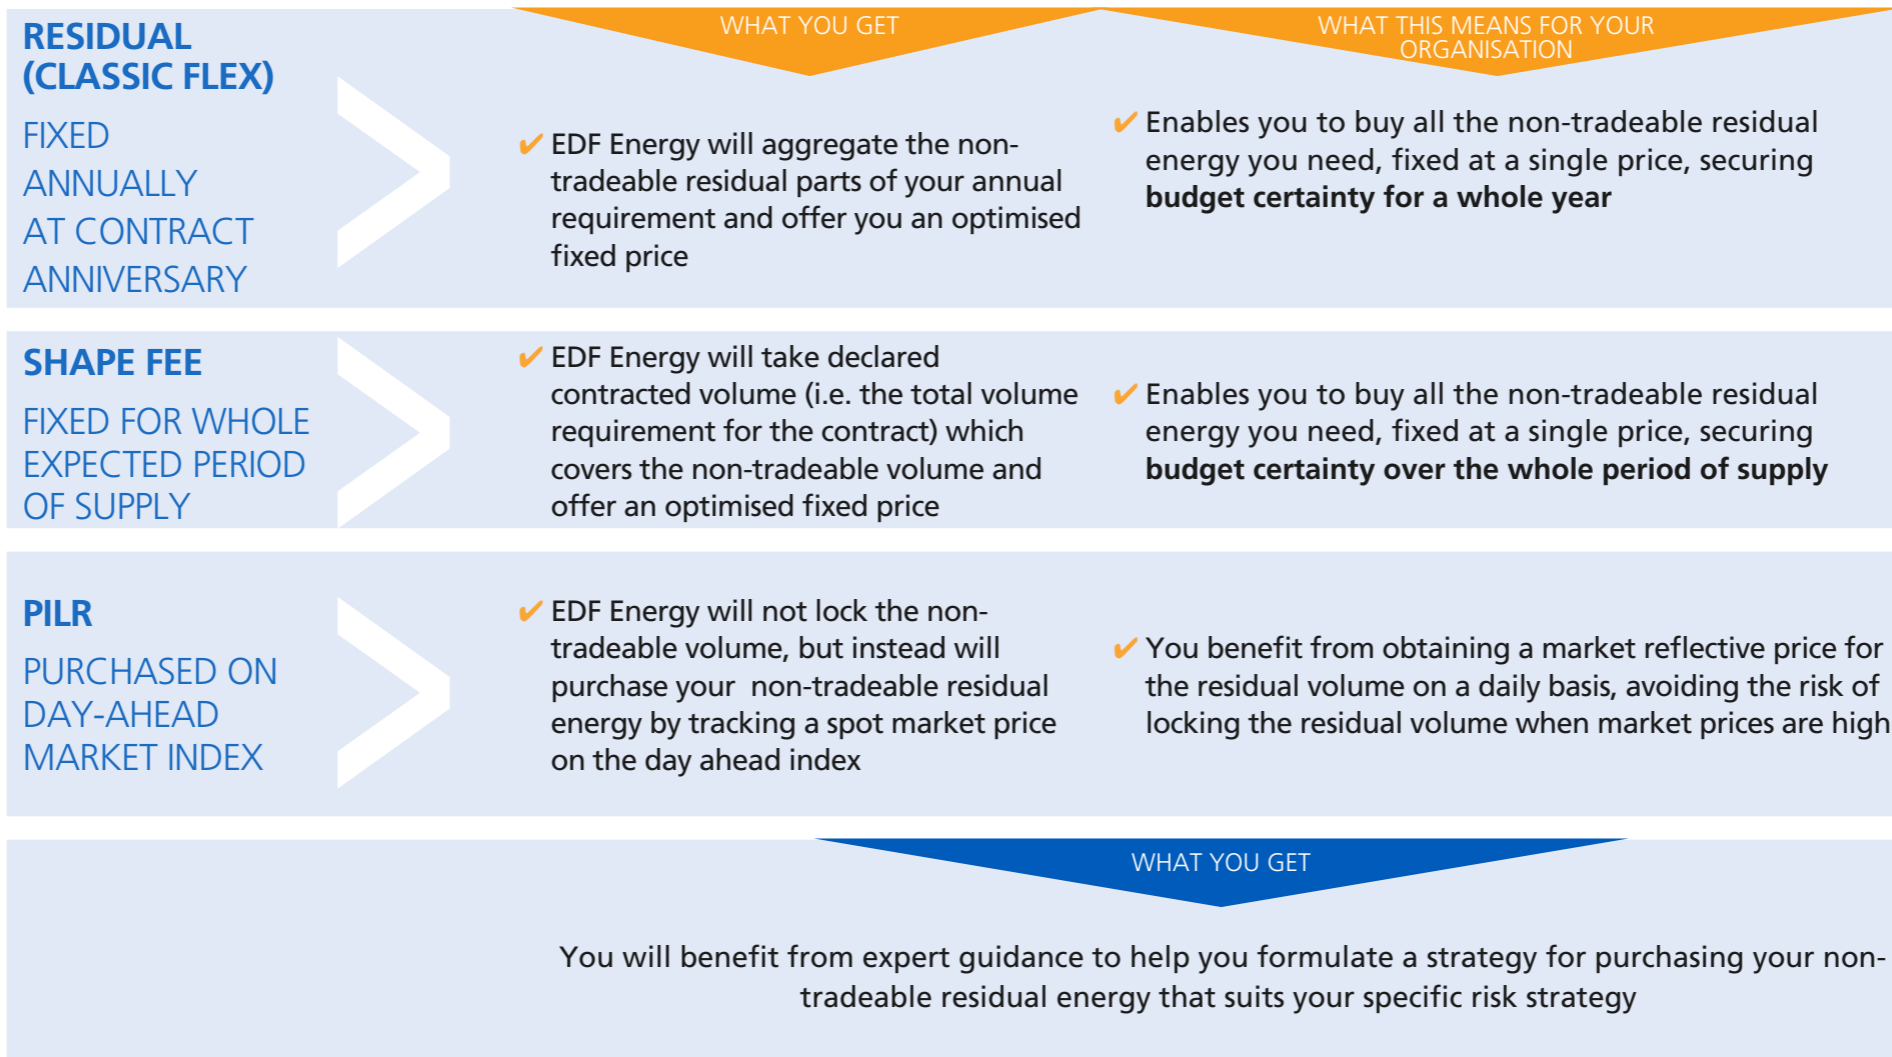 WHAT YOU GET
WHAT THIS MEANS FOR YOUR
ORGANISATION
RESIDUAL
(CLASSIC FLEX)
FIXED
ANNUALLY
AT CONTRACT
ANNIVERSARY
✔ EDF Energy will aggregate the non-
tradeable residual parts of your annual
requirement and offer you an optimised
fixed price
✔ Enables you to buy all the non-tradeable residual
energy you need, fixed at a single price, securing
budget certainty for a whole year
SHAPE FEE
FIXED FOR WHOLE
EXPECTED PERIOD
OF SUPPLY
✔ EDF Energy will take declared
contracted volume (i.e. the total volume
requirement for the contract) which
covers the non-tradeable volume and
offer an optimised fixed price
✔ Enables you to buy all the non-tradeable residual
energy you need, fixed at a single price, securing
budget certainty over the whole period of supply
PILR
PURCHASED ON
DAY-AHEAD
MARKET INDEX
✔ EDF Energy will not lock the non-
tradeable volume, but instead will
purchase your non-tradeable residual
energy by tracking a spot market price
on the day ahead index
✔ You benefit from obtaining a market reflective price for
the residual volume on a daily basis, avoiding the risk of
locking the residual volume when market prices are high
WHAT YOU GET
You will benefit from expert guidance to help you formulate a strategy for purchasing your non-
tradeable residual energy that suits your specific risk strategy